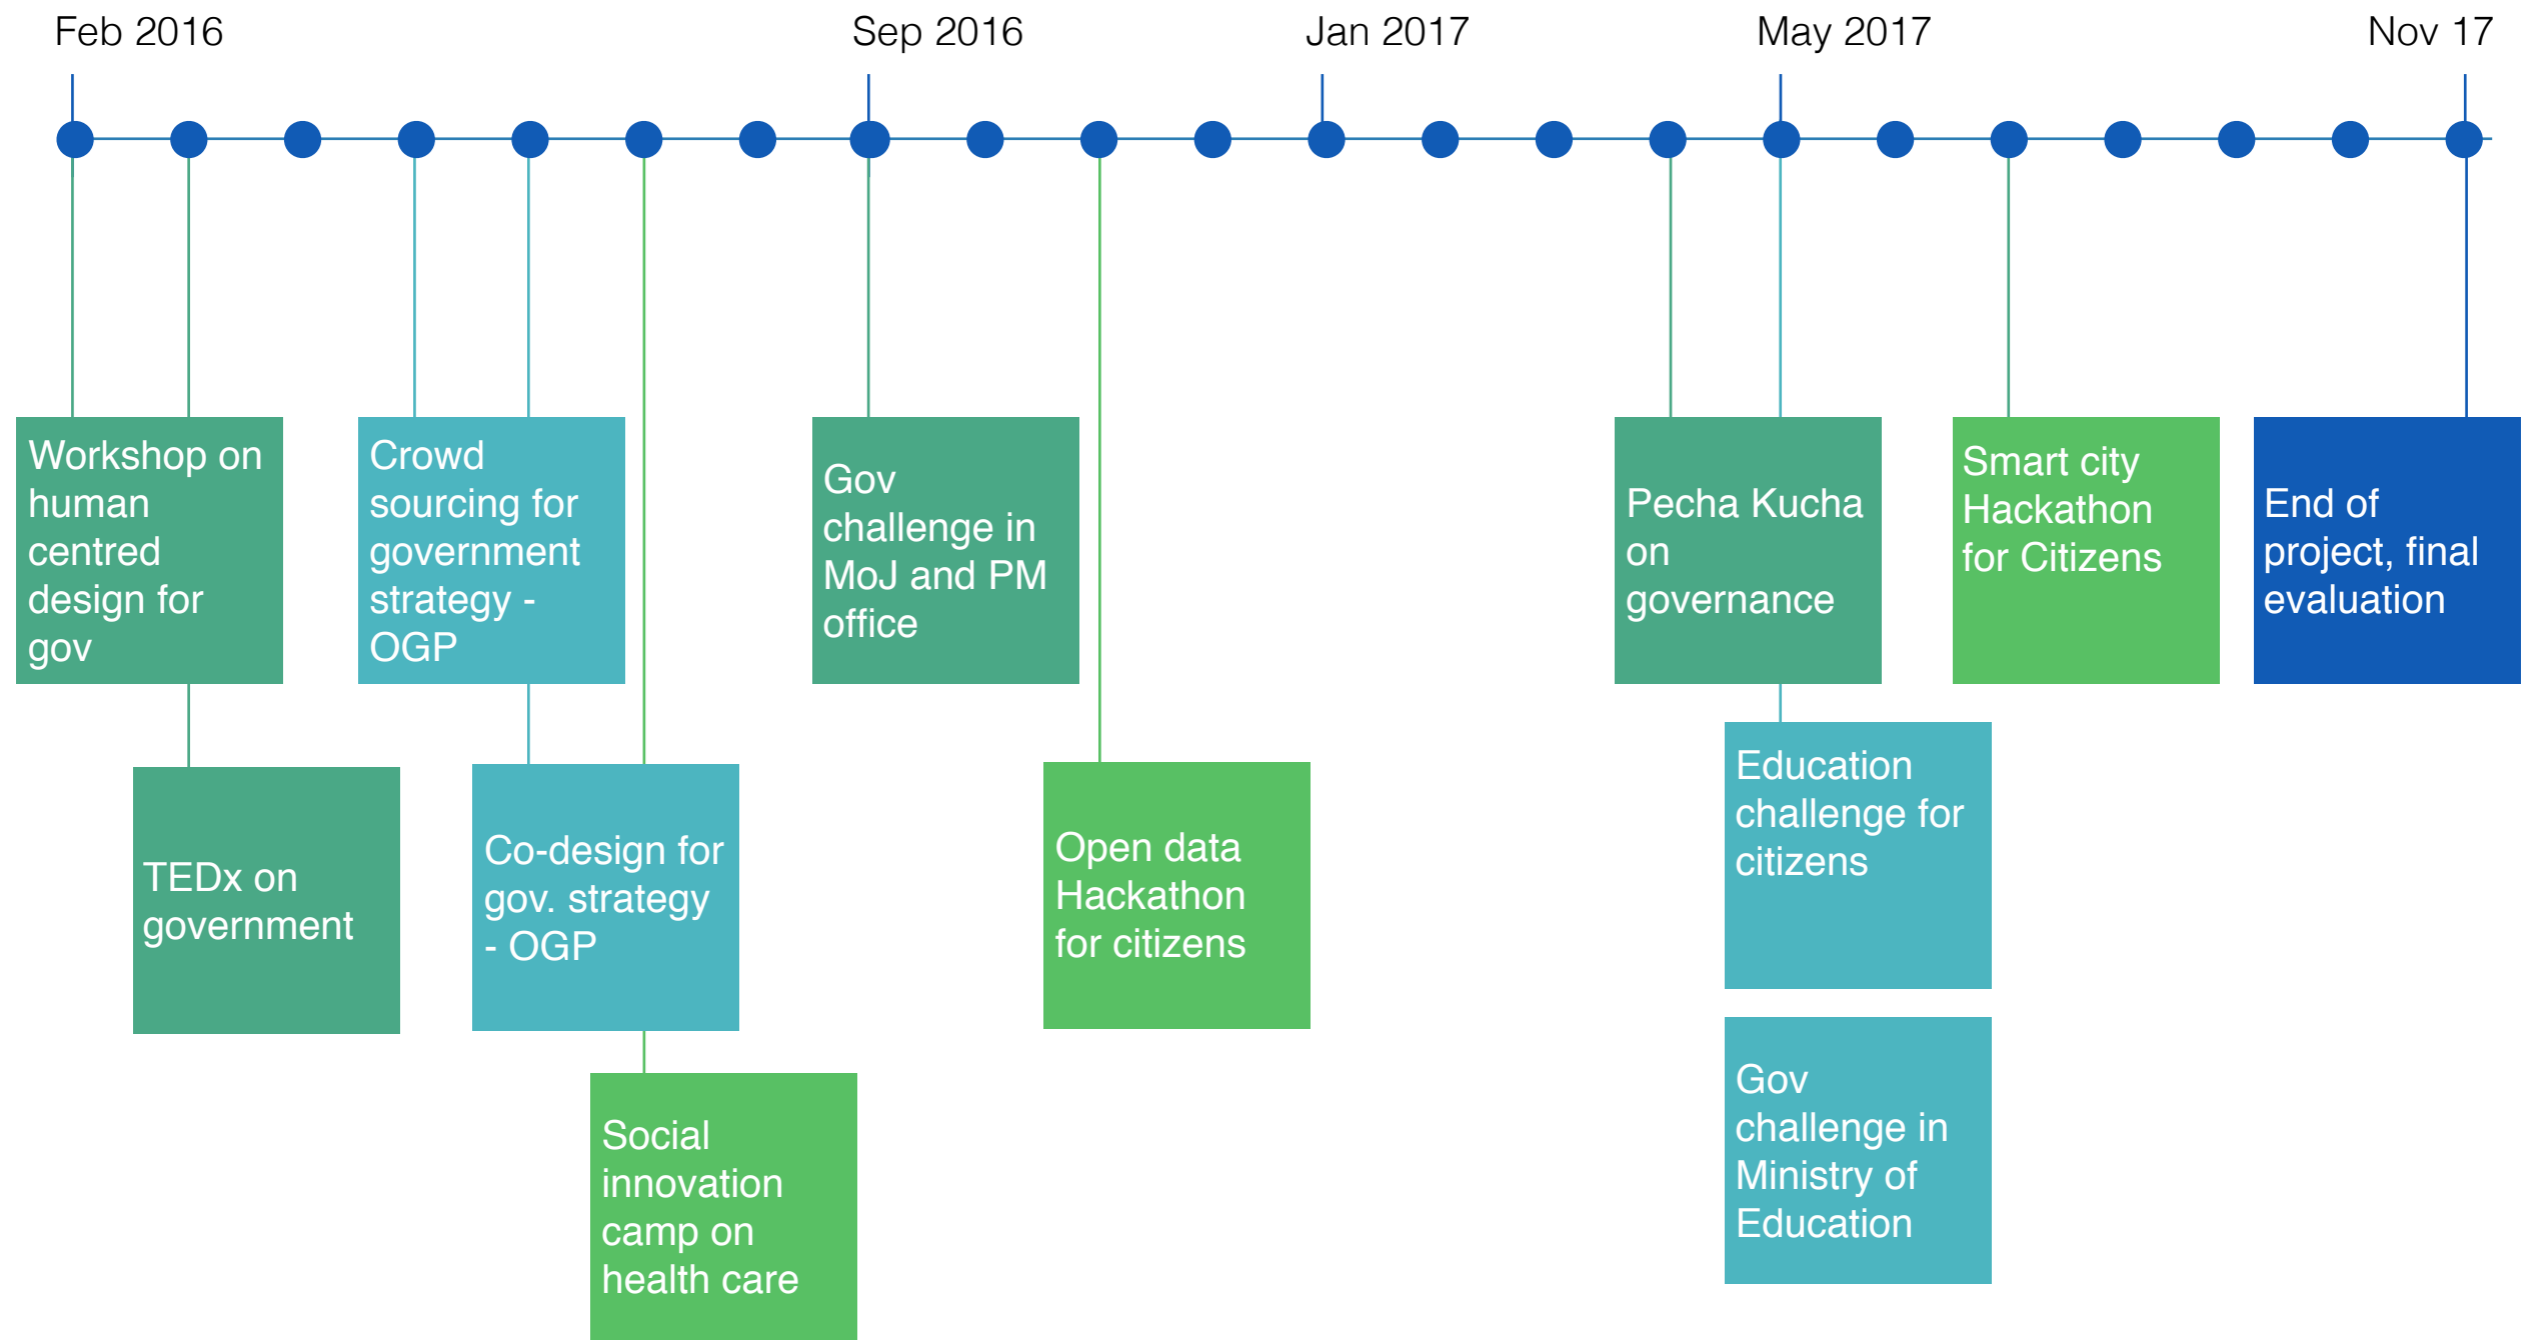 Feb 2016
Sep 2016
Jan 2017
May 2017
Nov 17
Workshop on
human
centred
design for
gov
Crowd
sourcing for
government
strategy -
OGP
Gov
challenge in
MoJ and PM
office
Pecha Kucha
on
governance
Smart city
Hackathon
for Citizens
End of
project, final
evaluation
TEDx on
government
Co-design for
gov. strategy
- OGP
Open data
Hackathon
for citizens
Education
challenge for
citizens
Social
innovation
camp on
health care
Gov
challenge in
Ministry of
Education